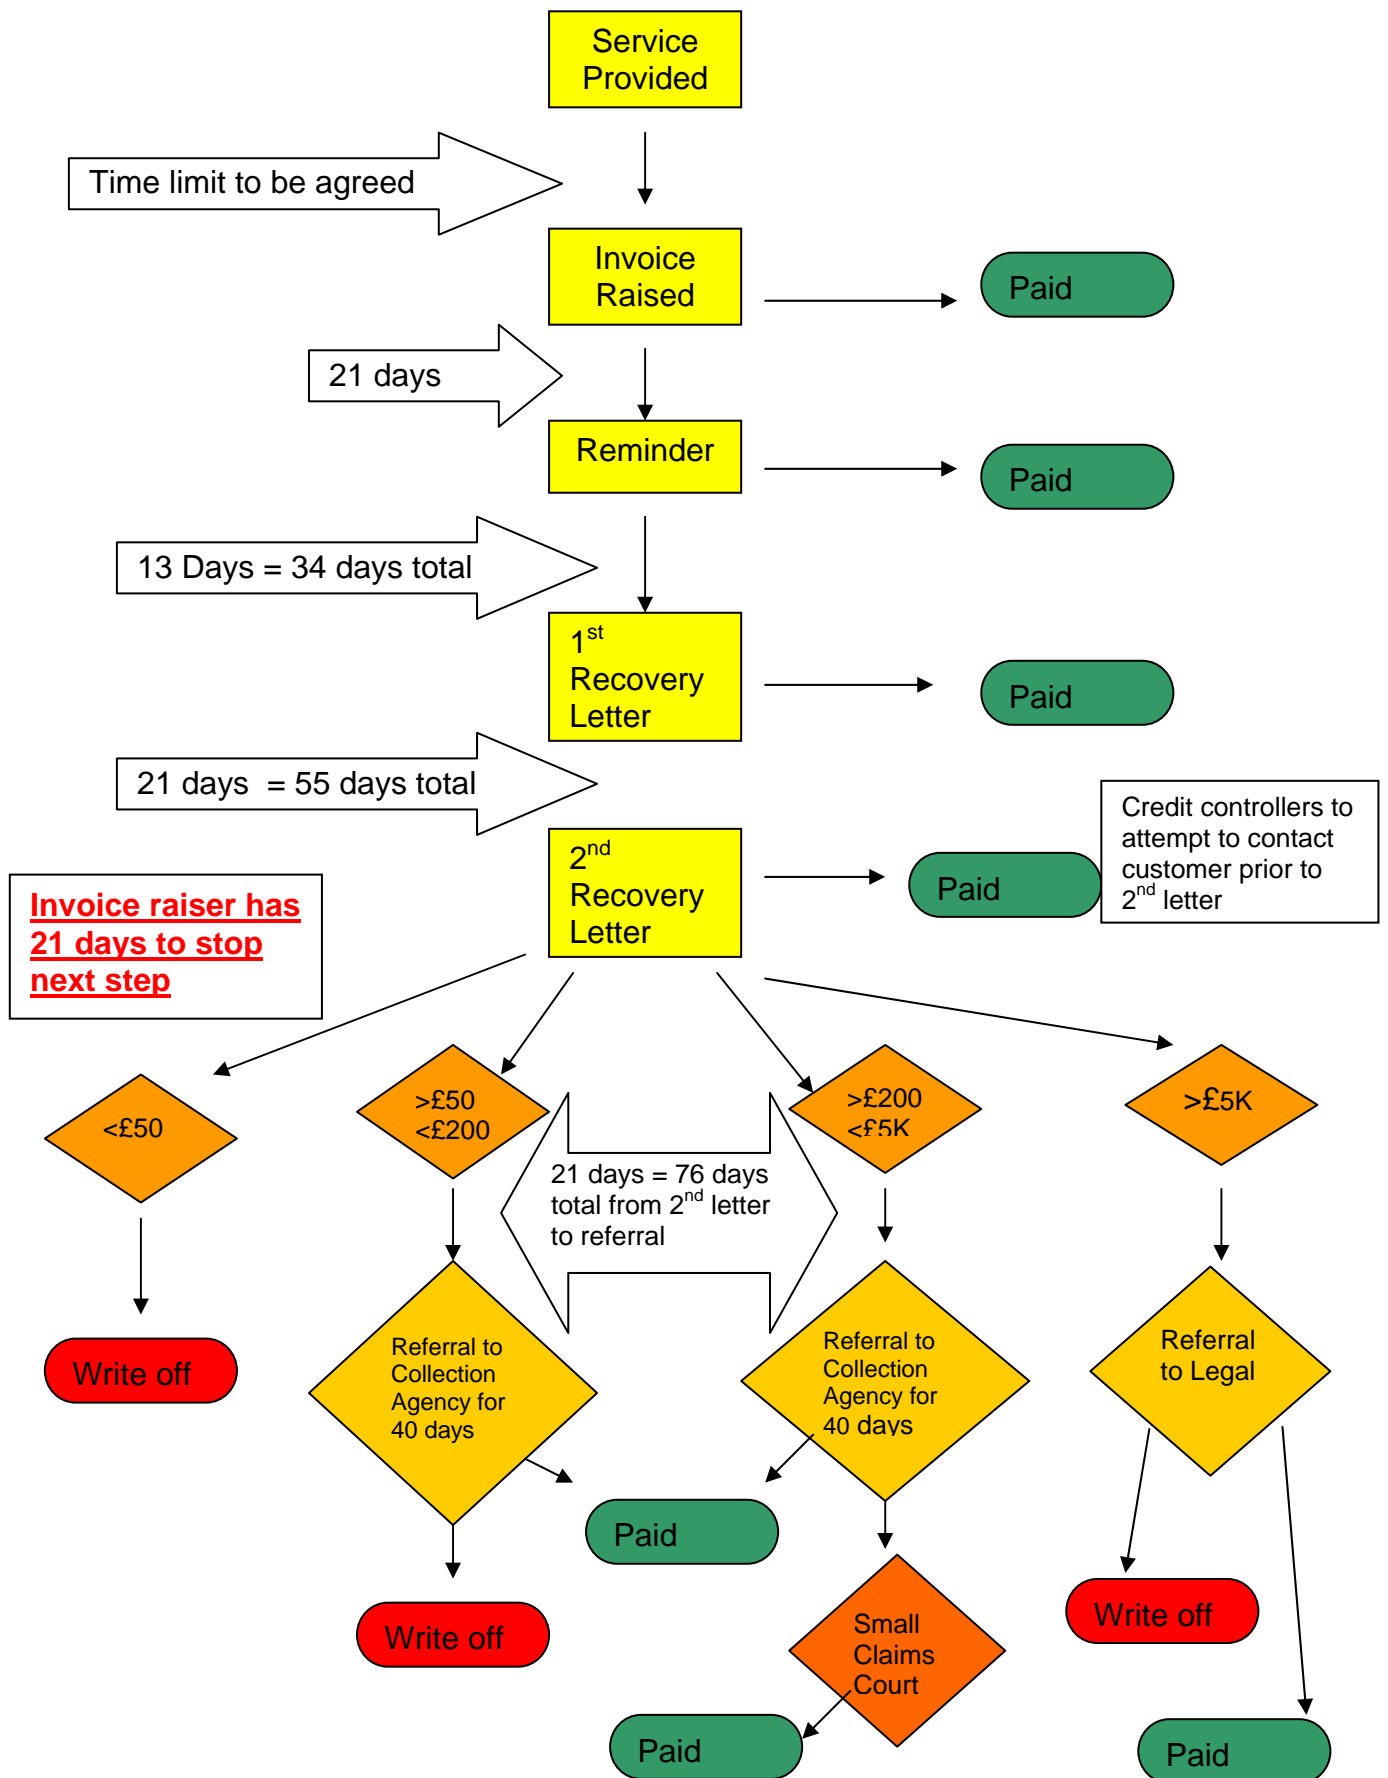 Service
Provided
Time limit to be agreed
Invoice
Raised
Paid
21 days
Reminder
Paid
13 Days = 34 days total
1st
Recovery
Letter
Paid
21 days  = 55 days total
Credit controllers to
attempt to contact
customer prior to
2nd letter
2nd
Recovery
Letter
Paid
Invoice raiser has
21 days to stop
next step
<£50
>£50
<£200
>£200
<£5K
>£5K
21 days = 76 days
total from 2nd letter
to referral
Write off
Referral to
Collection
Agency for
40 days
Referral to
Collection
Agency for
40 days
Referral
to Legal
Paid
Write off
Small
Claims
Court
Write off
Paid
Paid